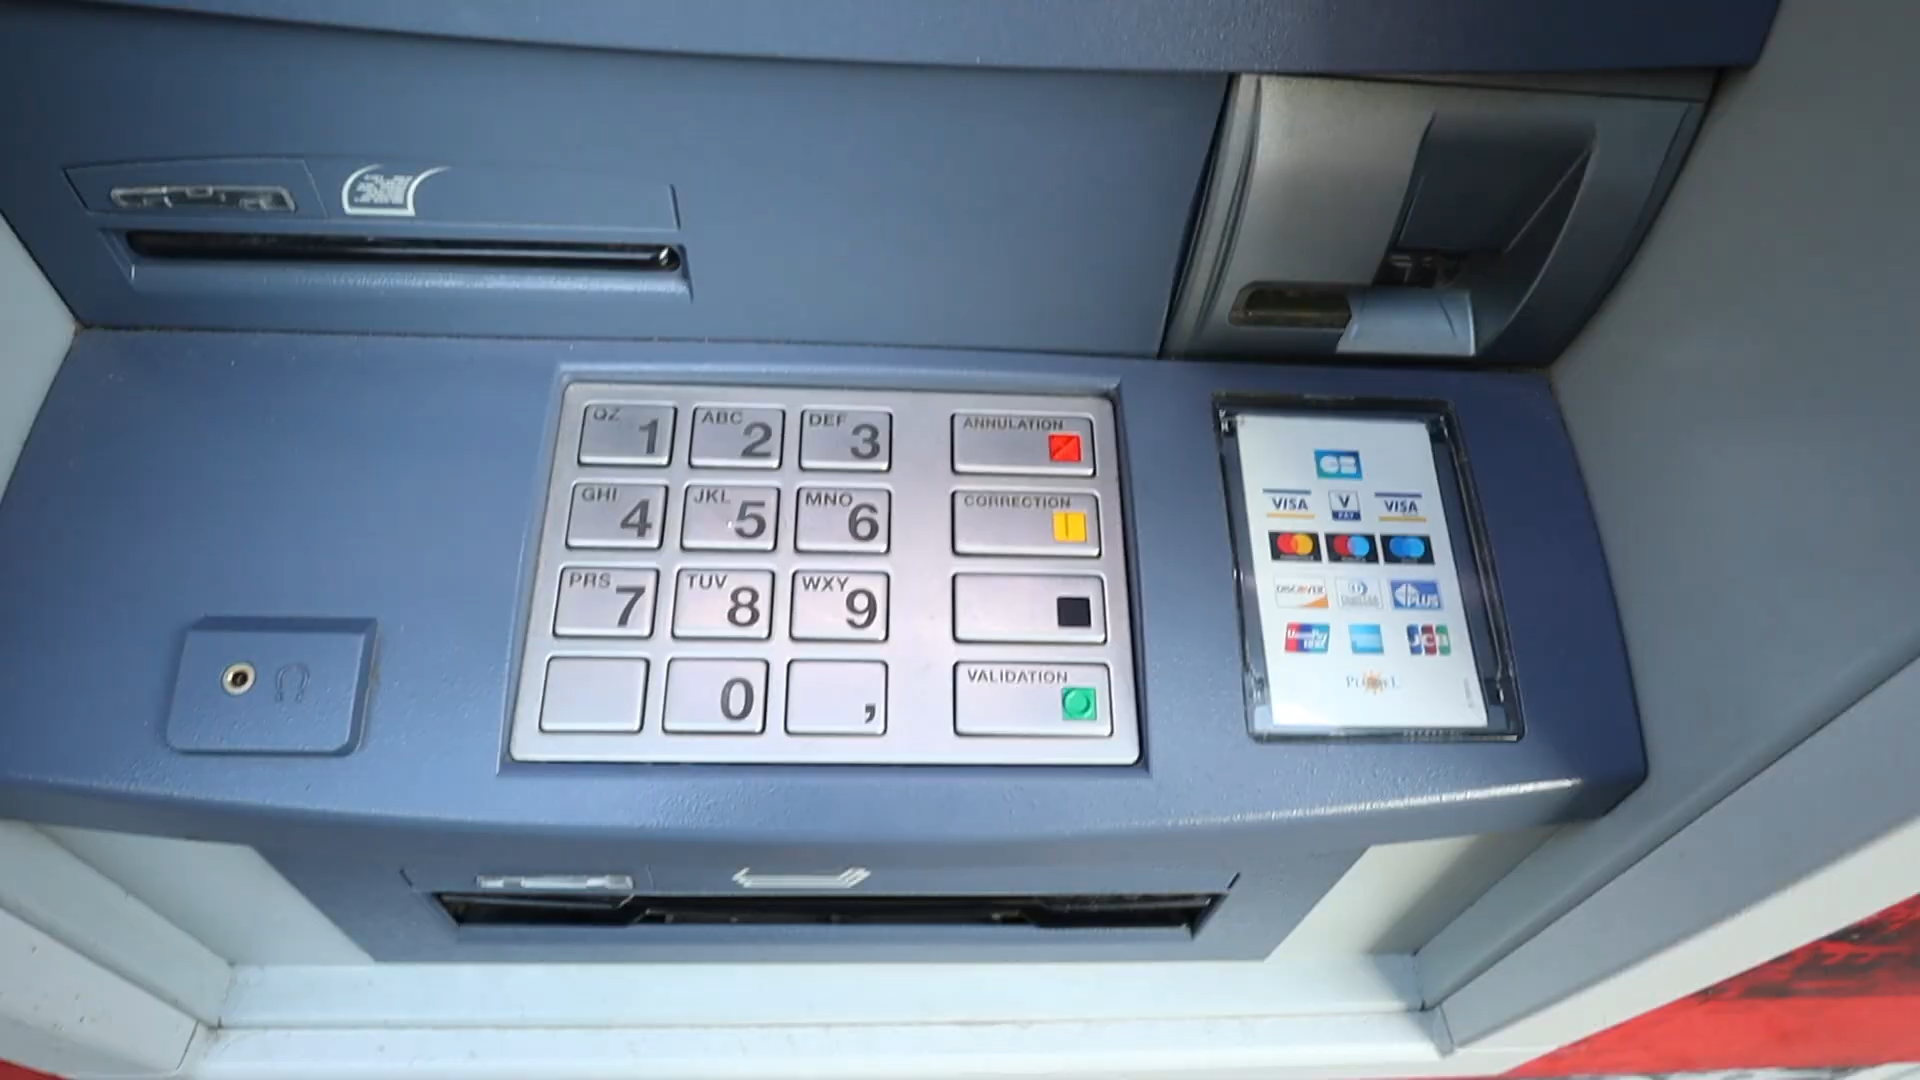 QZ 1
ABC 2
DEF 3
ANNULATION
GHI 4
JKL 5
MNO 6
CORRECTION
PRS 7
TUV 8
WXY 9
0
,
VALIDATION
CB
VISA V PAY VISA
DISCOVER PLUS
UnionPay JCB